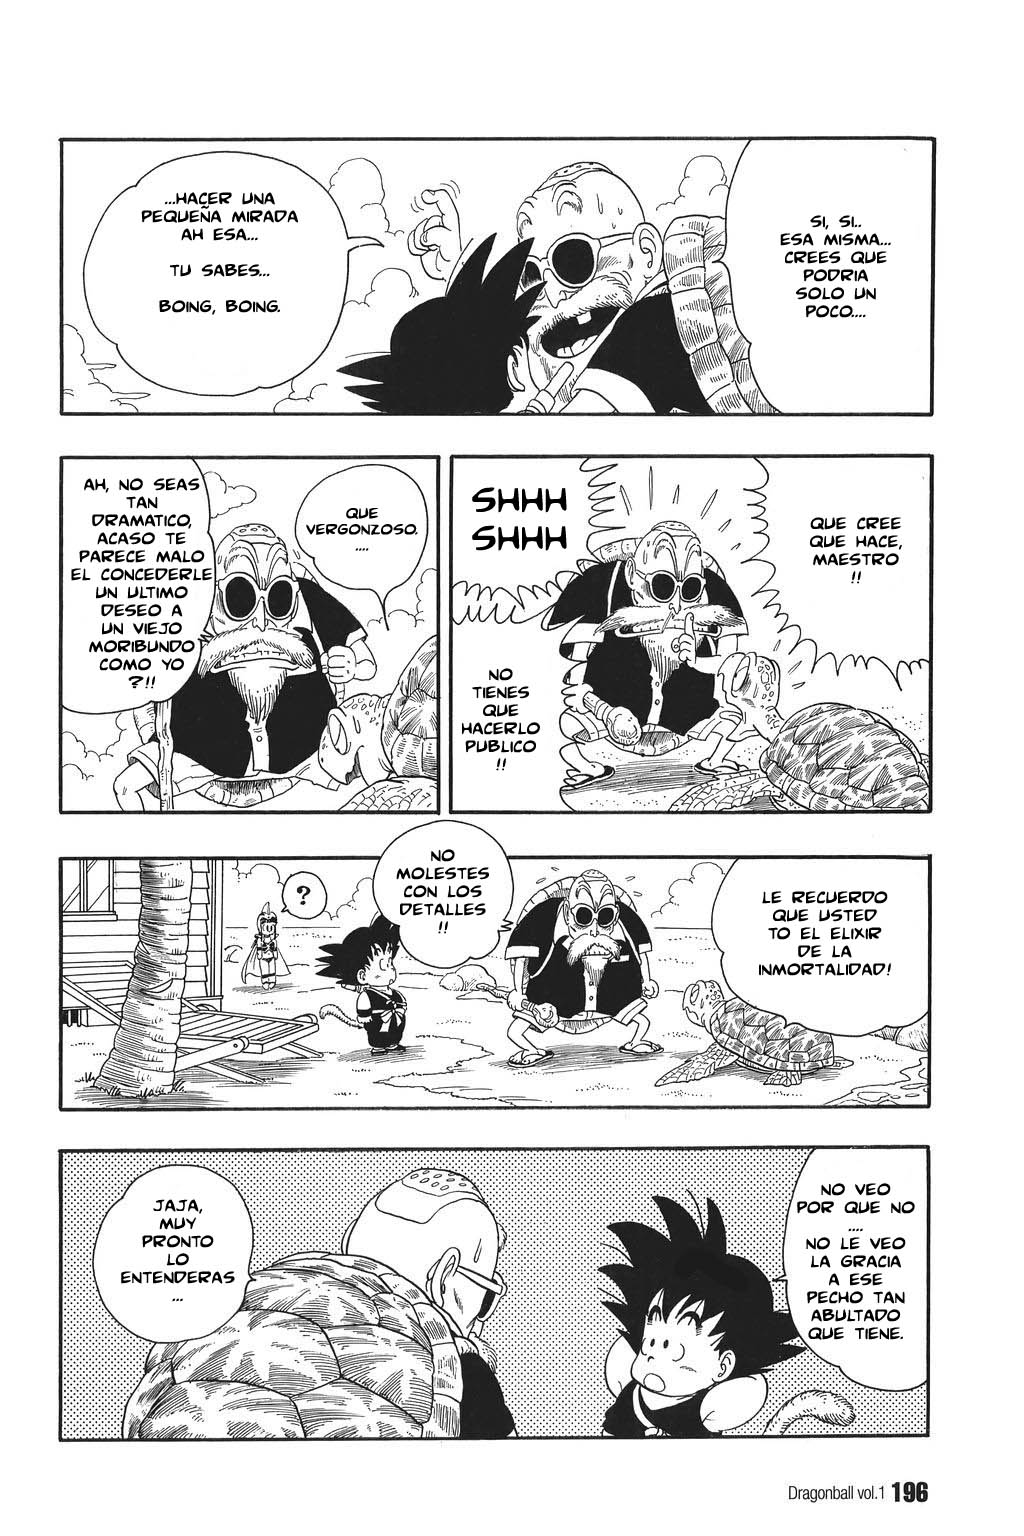 SI, SI..
ESA MISMA...
CREES QUE
PODRIA
SOLO UN
POCO....
...HACER UNA
PEQUEÑA MIRADA
AH ESA...
TU SABES...
BOING, BOING.
QUE CREE
QUE HACE,
MAESTRO
!!
SHHH
SHHH
NO
TIENES
QUE
HACERLO
PUBLICO
!!
QUE
VERGONZOSO.
....
AH, NO SEAS
TAN
DRAMATICO,
ACASO TE
PARECE MALO
EL CONCEDERLE
UN ULTIMO
DESEO A
UN VIEJO
MORIBUNDO
COMO YO
?!!
LE RECUERDO
QUE USTED
TO EL ELIXIR
DE LA
INMORTALIDAD!
NO
MOLESTES
CON LOS
DETALLES
!!
?
NO VEO
POR QUE NO
....
NO LE VEO
LA GRACIA
A ESE
PECHO TAN
ABULTADO
QUE TIENE.
JAJA,
MUY
PRONTO
LO
ENTENDERAS
...
Dragonball vol.1 196